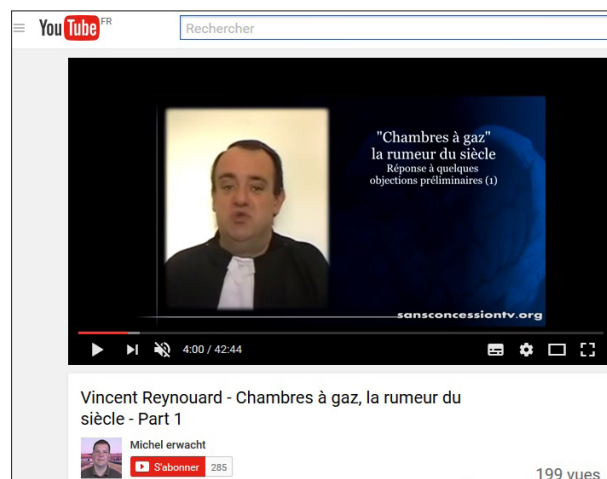 YouTube FR
Rechercher
"Chambres à gaz"
la rumeur du siècle
Réponse à quelques
objections préliminaires (1)
sansconcessiontv.org
4:00 / 42:44
Vincent Reynouard - Chambres à gaz, la rumeur du
siècle - Part 1
Michel erwacht
S'abonner 285
199 vues